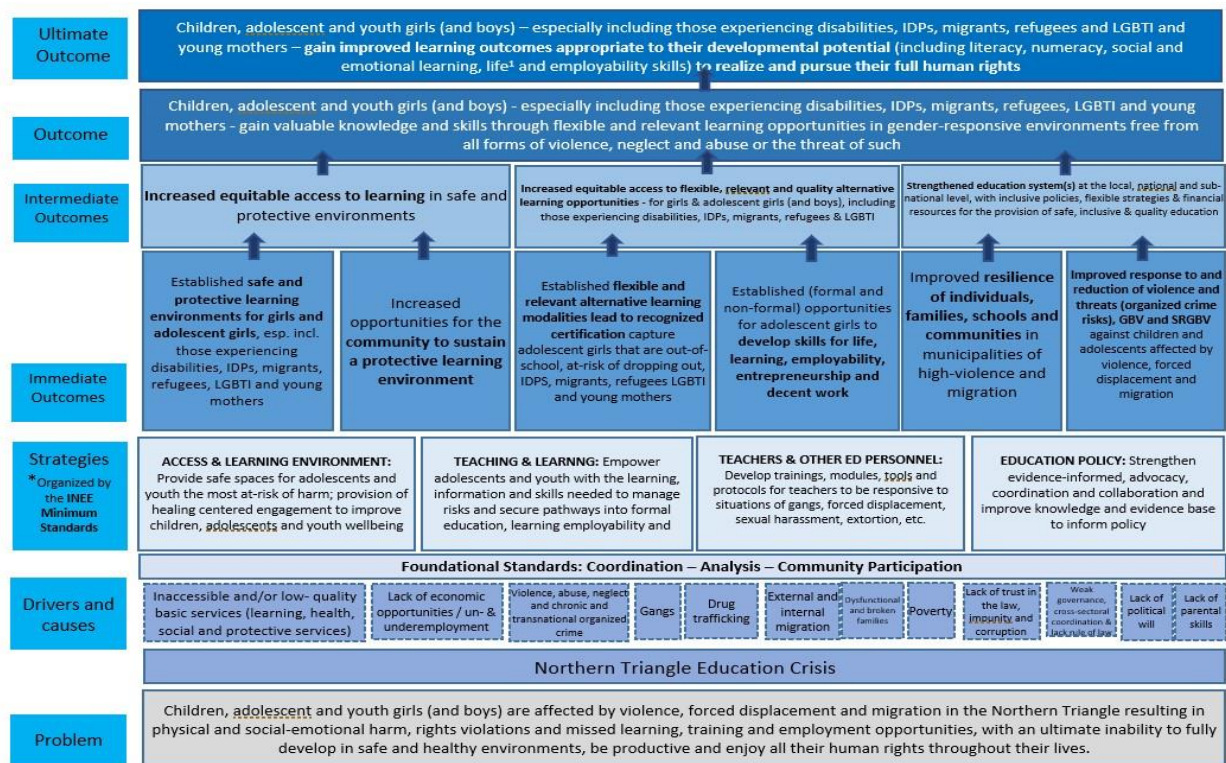 Ultimate
Outcome
Children, adolescent and youth girls (and boys) – especially including those experiencing disabilities, IDPs, migrants, refugees and LGBTI and
young mothers – gain improved learning outcomes appropriate to their developmental potential (including literacy, numeracy, social and
emotional learning, life¹ and employability skills) to realize and pursue their full human rights
Outcome
Children, adolescent and youth girls (and boys) - especially including those experiencing disabilities, IDPs, migrants, refugees, LGBTI and young
mothers - gain valuable knowledge and skills through flexible and relevant learning opportunities in gender-responsive environments free from
all forms of violence, neglect and abuse or the threat of such
Intermediate
Outcomes
Increased equitable access to learning in safe and
protective environments
Increased equitable access to flexible, relevant and quality alternative
learning opportunities - for girls & adolescent girls (and boys), including
those experiencing disabilities, IDPs, migrants, refugees & LGBTI
Strengthened education system(s) at the local, national and sub-
national level, with inclusive policies, flexible strategies & financial
resources for the provision of safe, inclusive & quality education
Immediate
Outcomes
Established safe and
protective learning
environments for girls and
adolescent girls, esp. incl.
those experiencing
disabilities, IDPs, migrants,
refugees, LGBTI and young
mothers
Increased
opportunities for the
community to sustain
a protective learning
environment
Established flexible and
relevant alternative learning
modalities lead to recognized
certification capture
adolescent girls that are out-of-
school, at-risk of dropping out,
IDPS, migrants, refugees LGBTI
and young mothers
Established (formal and
non-formal) opportunities
for adolescent girls to
develop skills for life,
learning, employability,
entrepreneurship and
decent work
Improved resilience
of individuals,
families, schools and
communities in
municipalities of
high-violence and
migration
Improved response to and
reduction of violence and
threats (organized crime
risks), GBV and SRGBV
against children and
adolescents affected by
violence, forced
displacement and
migration
Strategies
*Organized by
the INEE
Minimum
Standards
ACCESS & LEARNING ENVIRONMENT:
Provide safe spaces for adolescents and
youth the most at-risk of harm; provision of
healing centered engagement to improve
children, adolescents and youth wellbeing
TEACHING & LEARNNG: Empower
adolescents and youth with the learning,
information and skills needed to manage
risks and secure pathways into formal
education, learning employability and
TEACHERS & OTHER ED PERSONNEL:
Develop trainings, modules, tools and
protocols for teachers to be responsive to
situations of gangs, forced displacement,
sexual harassment, extortion, etc.
EDUCATION POLICY: Strengthen
evidence-informed, advocacy,
coordination and collaboration and
improve knowledge and evidence base
to inform policy
Foundational Standards: Coordination – Analysis – Community Participation
Drivers and
causes
Inaccessible and/or low- quality
basic services (learning, health,
social and protective services)
Lack of economic
opportunities / un- &
underemployment
Violence, abuse, neglect
and chronic and
transnational organized
crime
Gangs
Drug
trafficking
External and
internal
migration
Dysfunctional
and broken
families
Poverty
Lack of trust in
the law,
impunity and
corruption
Weak
governance,
cross-sectoral
coordination &
lack rule of law
Lack of
political
will
Lack of
parental
skills
Northern Triangle Education Crisis
Problem
Children, adolescent and youth girls (and boys) are affected by violence, forced displacement and migration in the Northern Triangle resulting in
physical and social-emotional harm, rights violations and missed learning, training and employment opportunities, with an ultimate inability to fully
develop in safe and healthy environments, be productive and enjoy all their human rights throughout their lives.